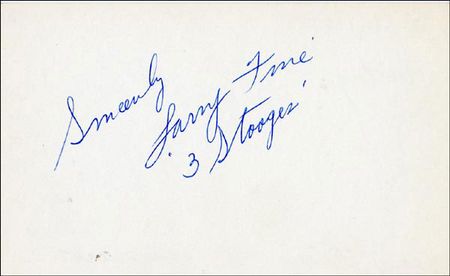 Sincerely
Larry Fine
3 Stooges